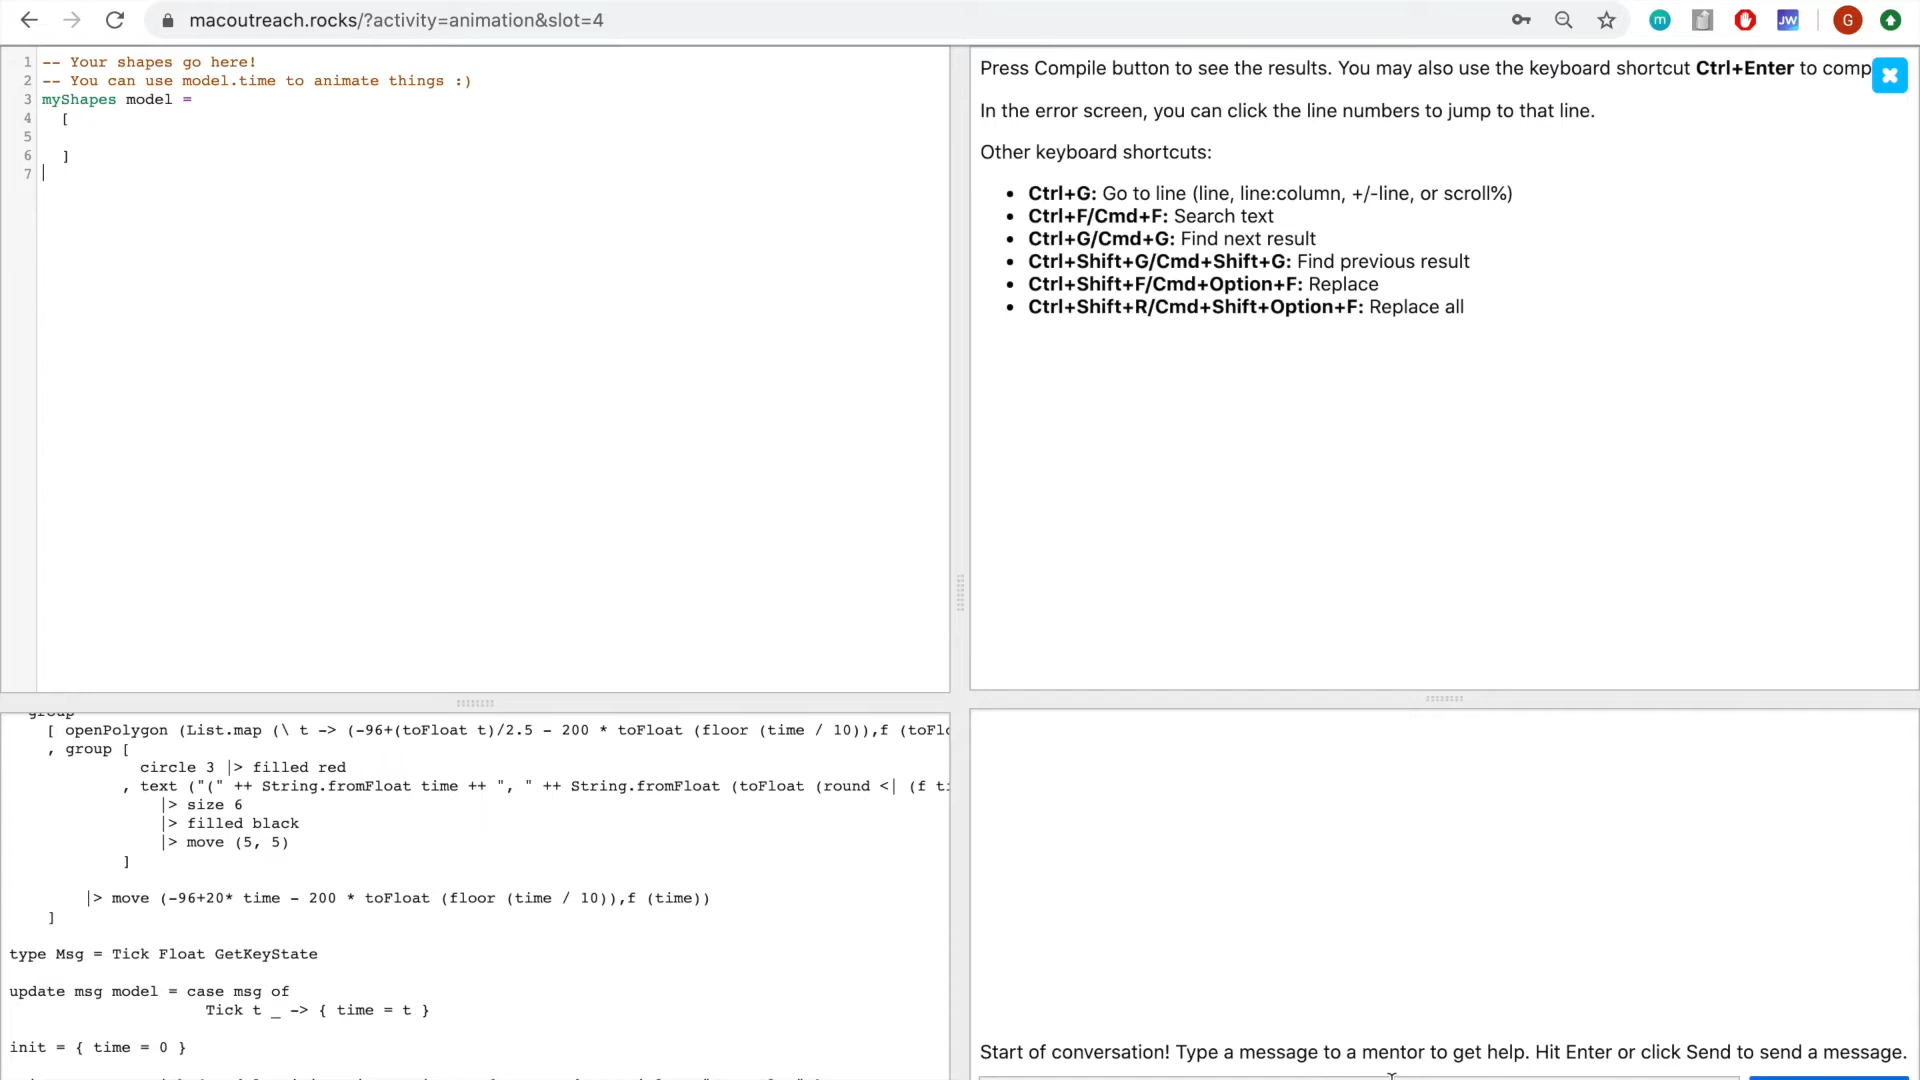 macoutreach.rocks/?activity=animation&slot=4
m
JW
G
1 -- Your shapes go here!
2 -- You can use model.time to animate things :)
3 myShapes model =
4 [
5
6 ]
7
Press Compile button to see the results. You may also use the keyboard shortcut Ctrl+Enter to comp
In the error screen, you can click the line numbers to jump to that line.
Other keyboard shortcuts:
• Ctrl+G: Go to line (line, line:column, +/-line, or scroll%)
• Ctrl+F/Cmd+F: Search text
• Ctrl+G/Cmd+G: Find next result
• Ctrl+Shift+G/Cmd+Shift+G: Find previous result
• Ctrl+Shift+F/Cmd+Option+F: Replace
• Ctrl+Shift+R/Cmd+Shift+Option+F: Replace all
group
[ openPolygon (List.map (\ t -> (-96+(toFloat t)/2.5 - 200 * toFloat (floor (time / 10)),f (toFlo
, group [
circle 3 |> filled red
, text ("(" ++ String.fromFloat time ++ ", " ++ String.fromFloat (toFloat (round <| (f ti
|> size 6
|> filled black
|> move (5, 5)
]
|> move (-96+20* time - 200 * toFloat (floor (time / 10)),f (time))
]
type Msg = Tick Float GetKeyState
update msg model = case msg of
Tick t _ -> { time = t }
init = { time = 0 }
Start of conversation! Type a message to a mentor to get help. Hit Enter or click Send to send a message.